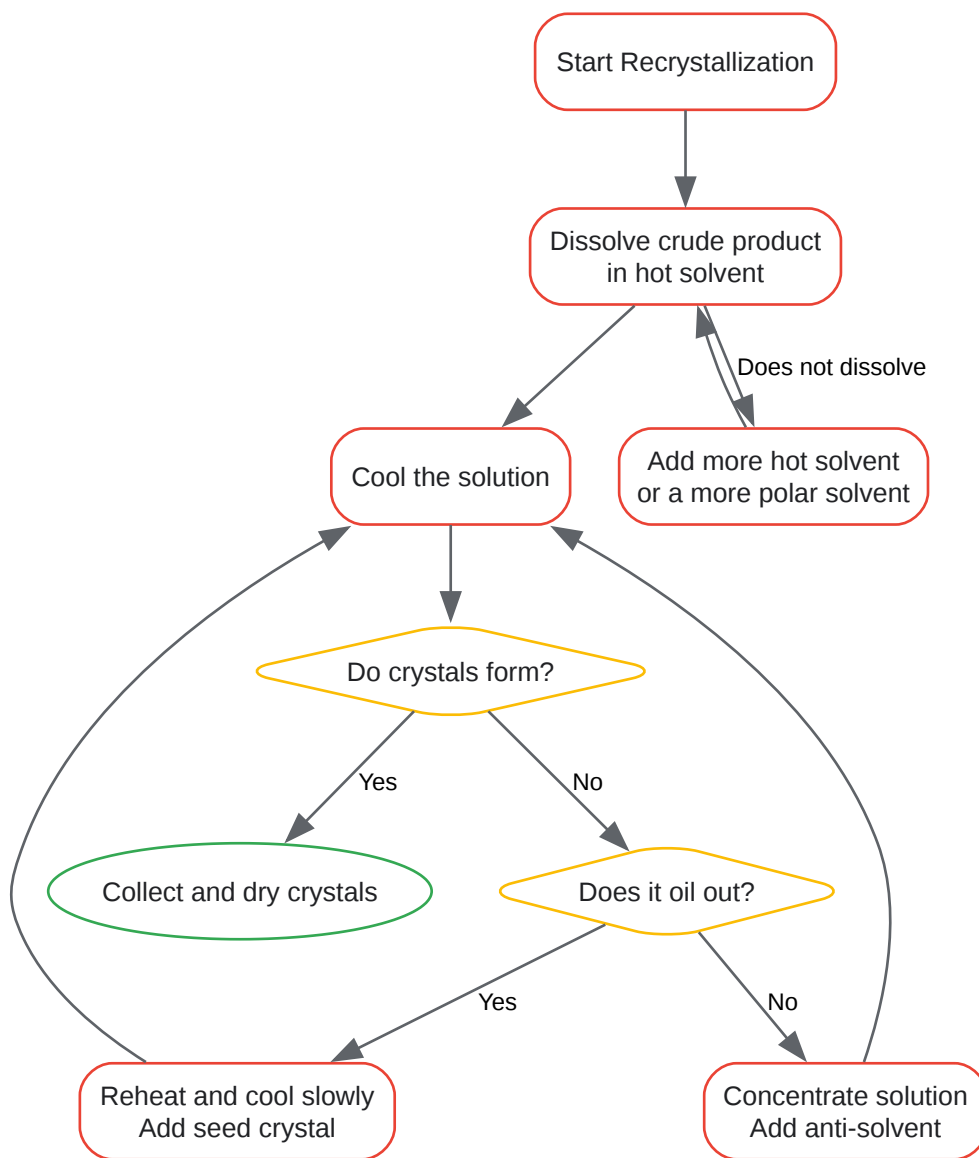 Start Recrystallization
Dissolve crude product
in hot solvent
Does not dissolve
Cool the solution
Add more hot solvent
or a more polar solvent
Do crystals form?
Yes
No
Collect and dry crystals
Does it oil out?
Yes
No
Reheat and cool slowly
Add seed crystal
Concentrate solution
Add anti-solvent